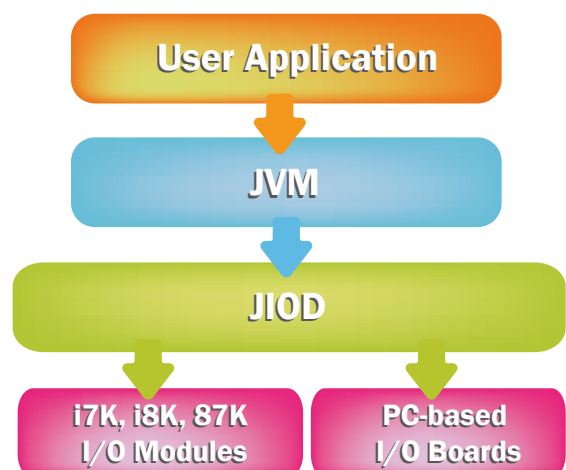 User Application
JVM
JIOD
i7K, i8K, 87K
I/O Modules
PC-based
I/O Boards